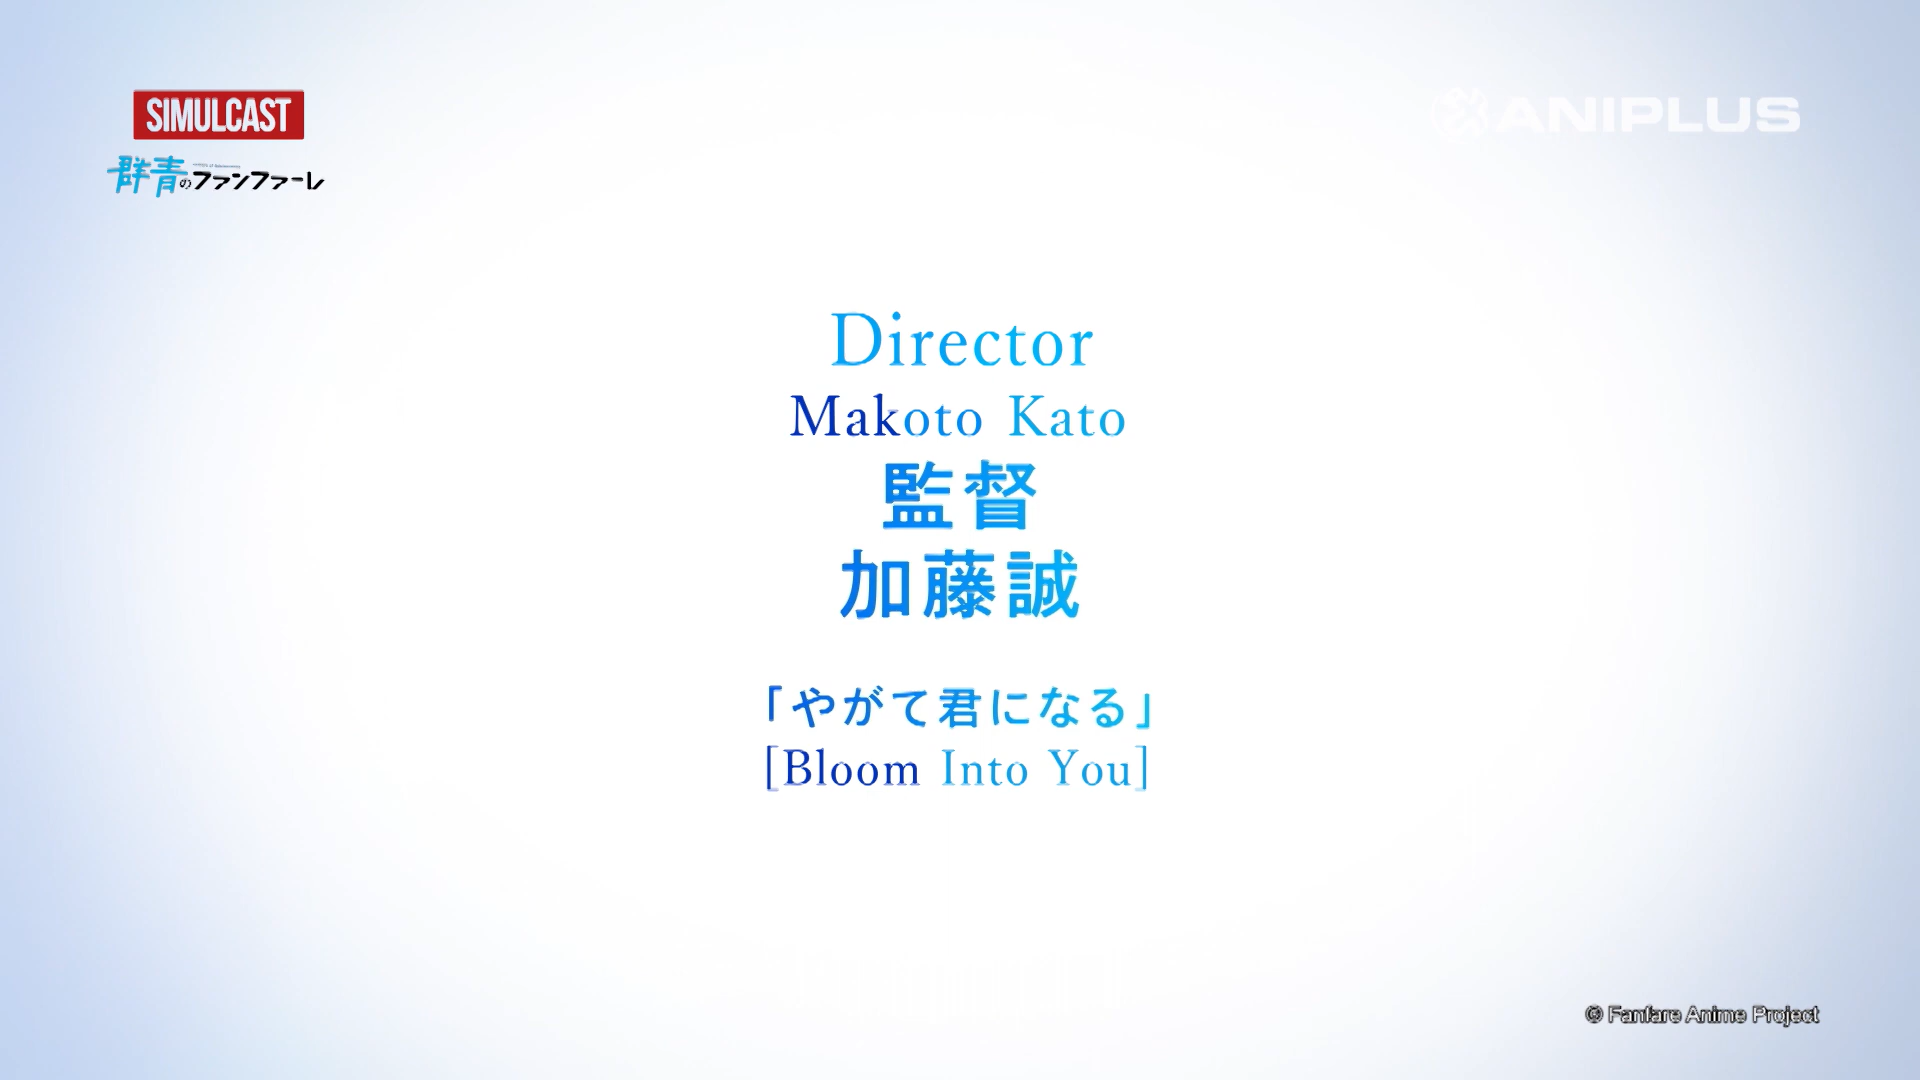 SIMULCAST
ANIPLUS
群青のファンファーレ
Director
Makoto Kato
監督
加藤誠
「やがて君になる」
[Bloom Into You]
© Fanfare Anime Project